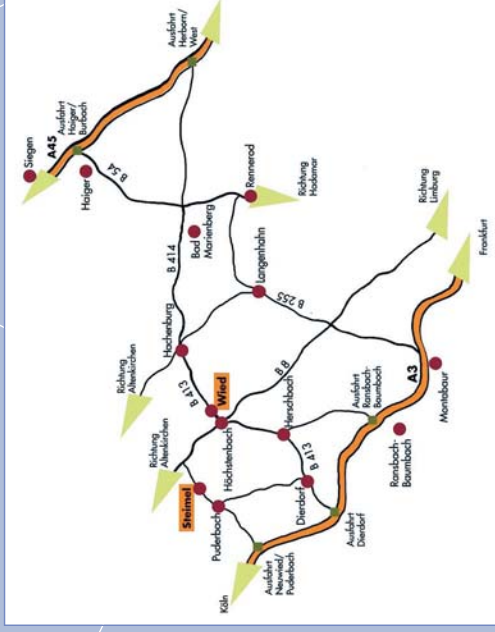 Siegen
A45
Ausfahrt
Haiger/
Burbach
Haiger
B 54
Ausfahrt
Herborn/
West
Rennerod
Richtung
Hadamar
Bad
Marienberg
B 414
Langenhahn
B 255
Hachenburg
Richtung
Altenkirchen
B 413
Wied
B 8
Richtung
Limburg
Frankfurt
A3
Montabaur
Ransbach-
Baumbach
Ausfahrt
Ransbach-
Baumbach
Herschbach
Höchstenbach
Richtung
Altenkirchen
Steimel
Puderbach
B 413
Dierdorf
Ausfahrt
Dierdorf
Köln
Ausfahrt
Neuwied/
Puderbach